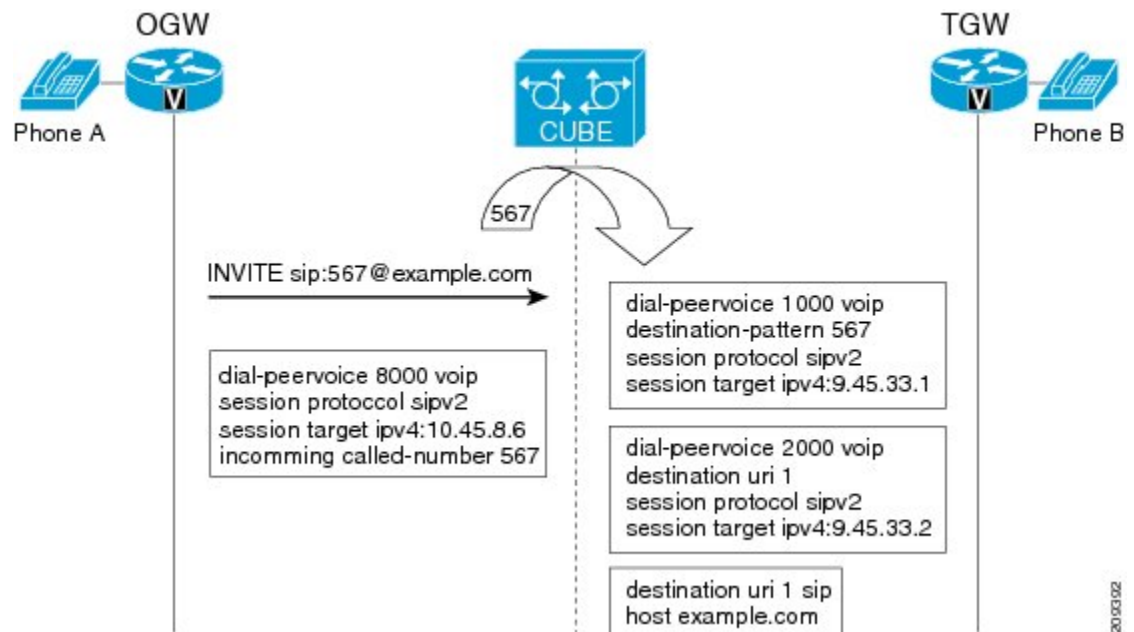 OGW
TGW
V
V
Phone A
CUBE
Phone B
567
INVITE sip:567@example.com
dial-peervoice 8000 voip
session protoccol sipv2
session target ipv4:10.45.8.6
incomming called-number 567
dial-peervoice 1000 voip
destination-pattern 567
session protocol sipv2
session target ipv4:9.45.33.1
dial-peervoice 2000 voip
destination uri 1
session protocol sipv2
session target ipv4:9.45.33.2
destination uri 1 sip
host example.com
209392